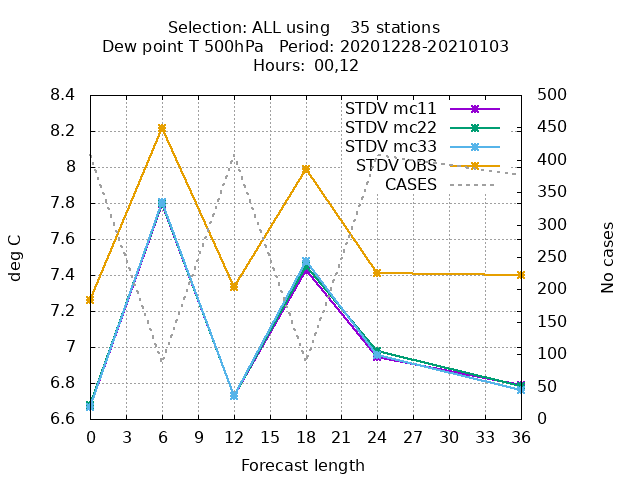 Selection: ALL using    35 stations
Dew point T 500hPa   Period: 20201228-20210103
Hours:  00,12
8.4
8.2
8
7.8
7.6
7.4
7.2
7
6.8
6.6
deg C
STDV mc11
STDV mc22
STDV mc33
STDV OBS
CASES
500
450
400
350
300
250
200
150
100
50
0
No cases
0 3 6 9 12 15 18 21 24 27 30 33 36
Forecast length